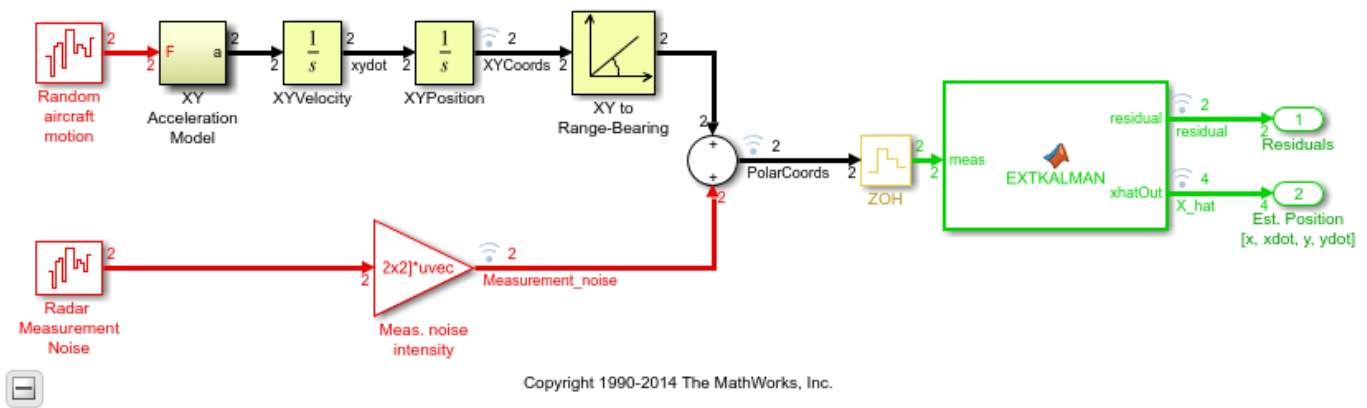 2
2
F
a
2
2
1
s
2
xydot
2
1
s
2
XYCoords
2
2
Random
aircraft
motion
XY
Acceleration
Model
XYVelocity
XYPosition
XY to
Range-Bearing
2
+
+
2
2
PolarCoords
2
ZOH
2
2
meas
EXTKALMAN
residual
xhatOut
2
residual
2
1
Residuals
4
X_hat
4
2
Est. Position
[x, xdot, y, ydot]
2
Radar
Measurement
Noise
2
2x2]*uvec
2
Measurement_noise
Meas. noise
intensity
Copyright 1990-2014 The MathWorks, Inc.